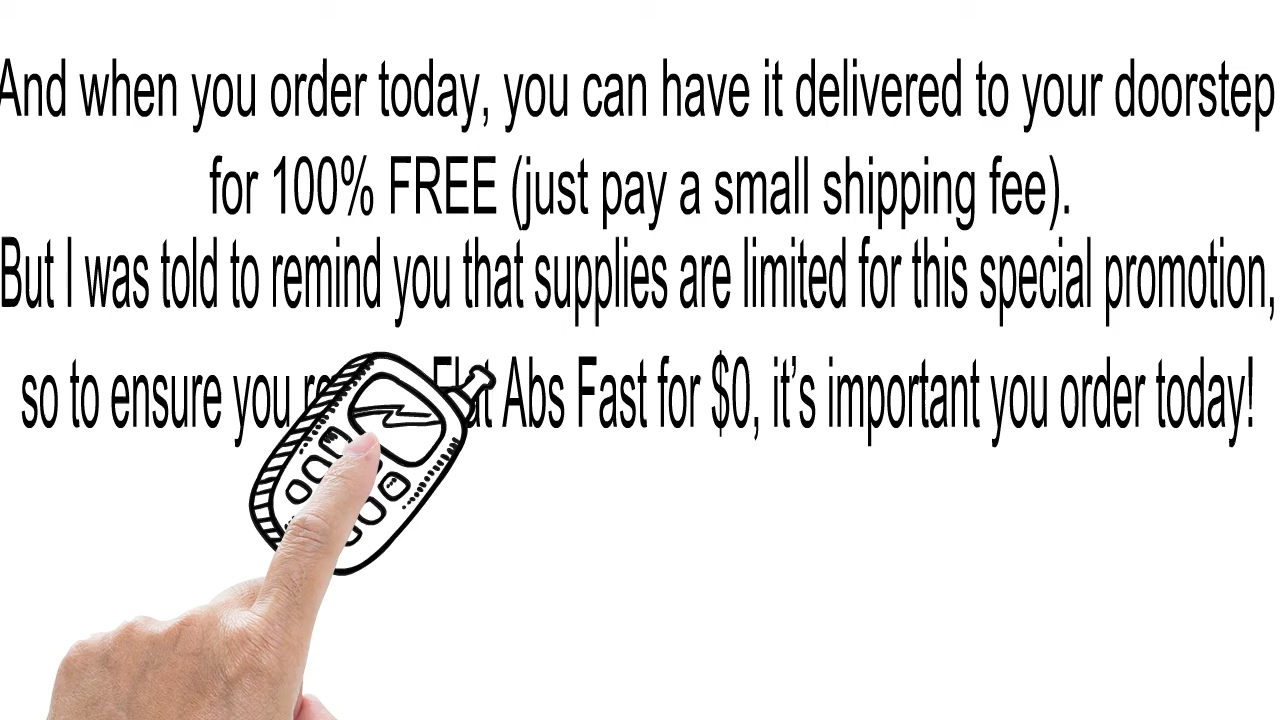 And when you order today, you can have it delivered to your doorstep
for 100% FREE (just pay a small shipping fee).
But I was told to remind you that supplies are limited for this special promotion,
so to ensure you Flat Abs Fast for $0, it’s important you order today!